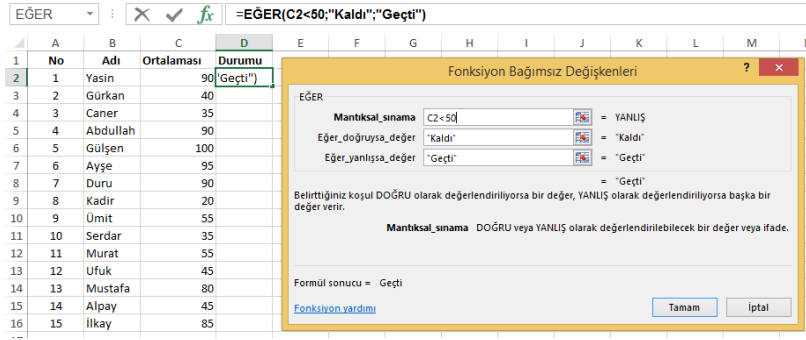 EĞER fx =EĞER(C2<50;"Kaldı";"Geçti")
A B C D E F G H I J K L M
1 No Adı Ortalaması Durumu
2 1 Yasin 90 'Geçti")
3 2 Gürkan 40
4 3 Caner 35
5 4 Abdullah 90
6 5 Gülşen 100
7 6 Ayşe 95
8 7 Duru 90
9 8 Kadir 20
10 9 Ümit 55
11 10 Serdar 35
12 11 Murat 55
13 12 Ufuk 45
14 13 Mustafa 80
15 14 Alpay 45
16 15 İlkay 85
Fonksiyon Bağımsız Değişkenleri ? ×
EĞER
Mantıksal_sınama C2<50 = YANLIŞ
Eğer_doğruysa_değer "Kaldı" = "Kaldı"
Eğer_yanlışsa_değer "Geçti" = "Geçti"
= "Geçti"
Belirttiğiniz koşul DOĞRU olarak değerlendiriliyorsa bir değer, YANLIŞ olarak değerlendiriliyorsa başka bir
değer verir.
Mantıksal_sınama DOĞRU veya YANLIŞ olarak değerlendirilebilecek bir değer veya ifade.
Formül sonucu = Geçti
Fonksiyon yardımı Tamam İptal